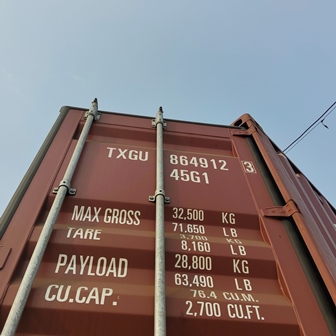 TXGU 864912 3
45G1
MAX GROSS 32,500 KG
71,650 LB
TARE 3,700 KG
8,160 LB
PAYLOAD 28,800 KG
63,490 LB
CU.CAP. 76.4 CU.M.
2,700 CU.FT.